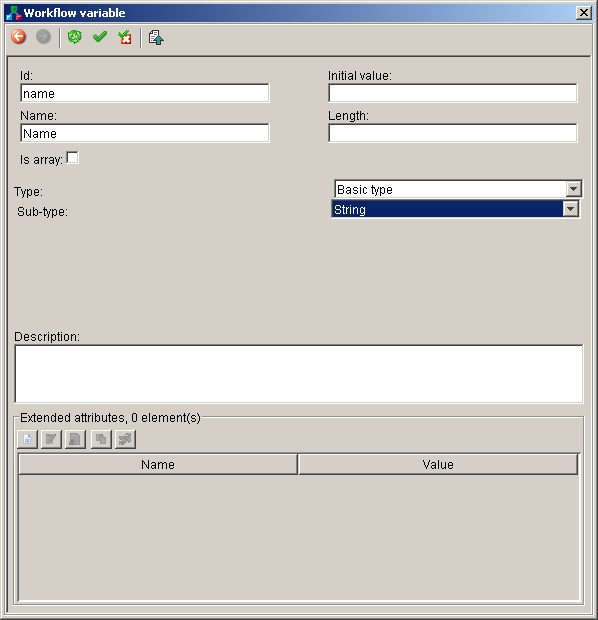 Workflow variable
Id: Initial value:
name
Name: Length:
Name
Is array:
Type: Basic type
Sub-type: String
Description:
Extended attributes, 0 element(s)
Name Value